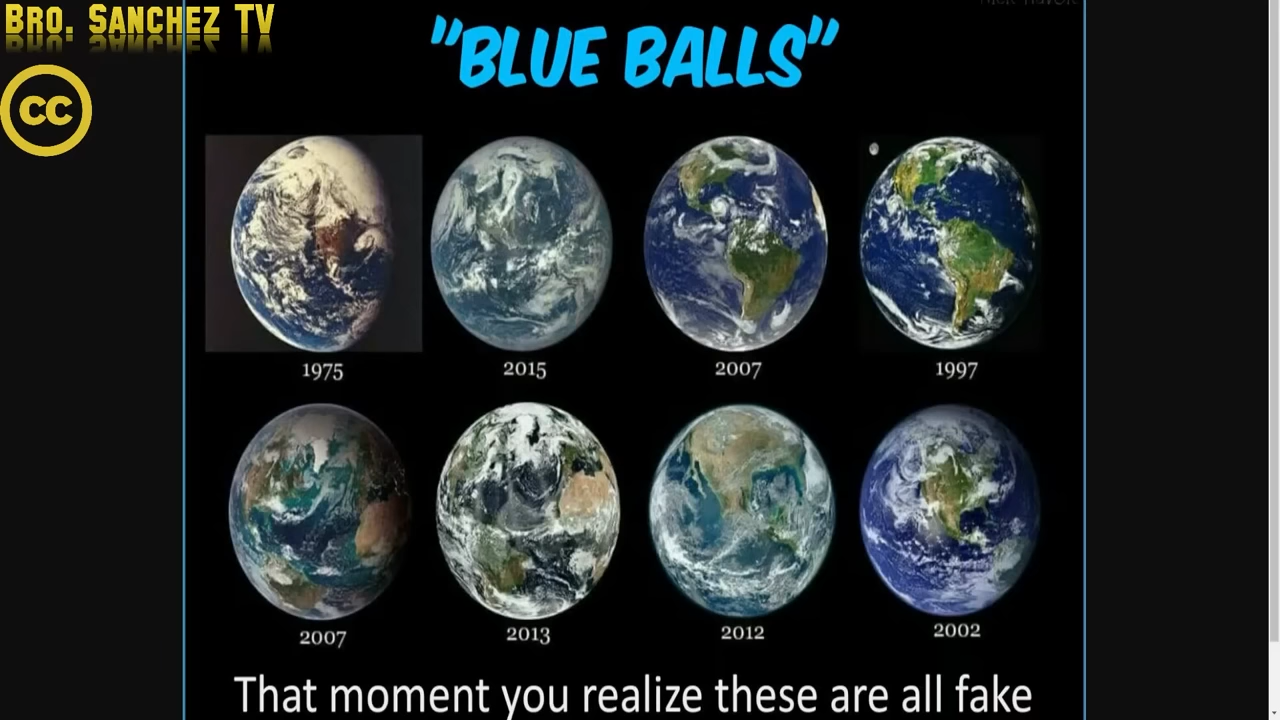 BRO. SANCHEZ TV
CC
"BLUE BALLS"
1975 2015 2007 1997
2007 2013 2012 2002
That moment you realize these are all fake